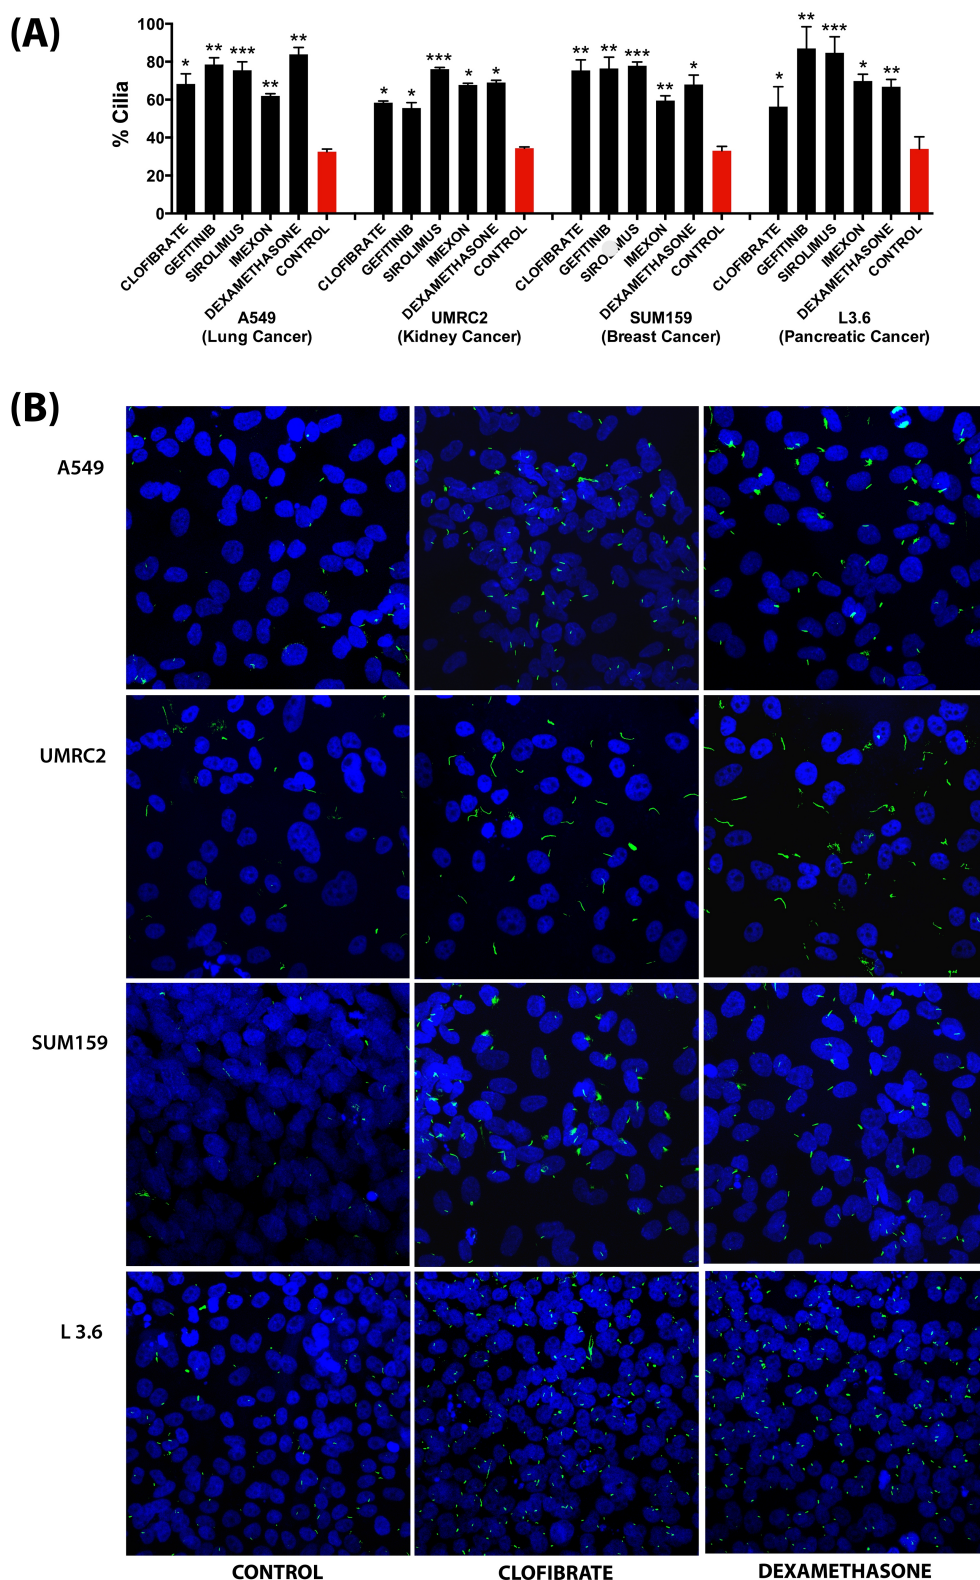 (A)
% Cilia
100
80
60
40
20
0
* ** *** ** **
* * *** * *
** ** *** ** *
* ** *** * **
CLOFIBRATE
GEFITINIB
SIROLIMUS
IMEXON
DEXAMETHASONE
CONTROL
CLOFIBRATE
GEFITINIB
SIROLIMUS
IMEXON
DEXAMETHASONE
CONTROL
CLOFIBRATE
GEFITINIB
IMEXON
DEXAMETHASONE
CONTROL
CLOFIBRATE
GEFITINIB
SIROLIMUS
IMEXON
DEXAMETHASONE
CONTROL
A549
(Lung Cancer)
UMRC2
(Kidney Cancer)
SUM159
(Breast Cancer)
L3.6
(Pancreatic Cancer)
(B)
A549
UMRC2
SUM159
L 3.6
CONTROL
CLOFIBRATE
DEXAMETHASONE